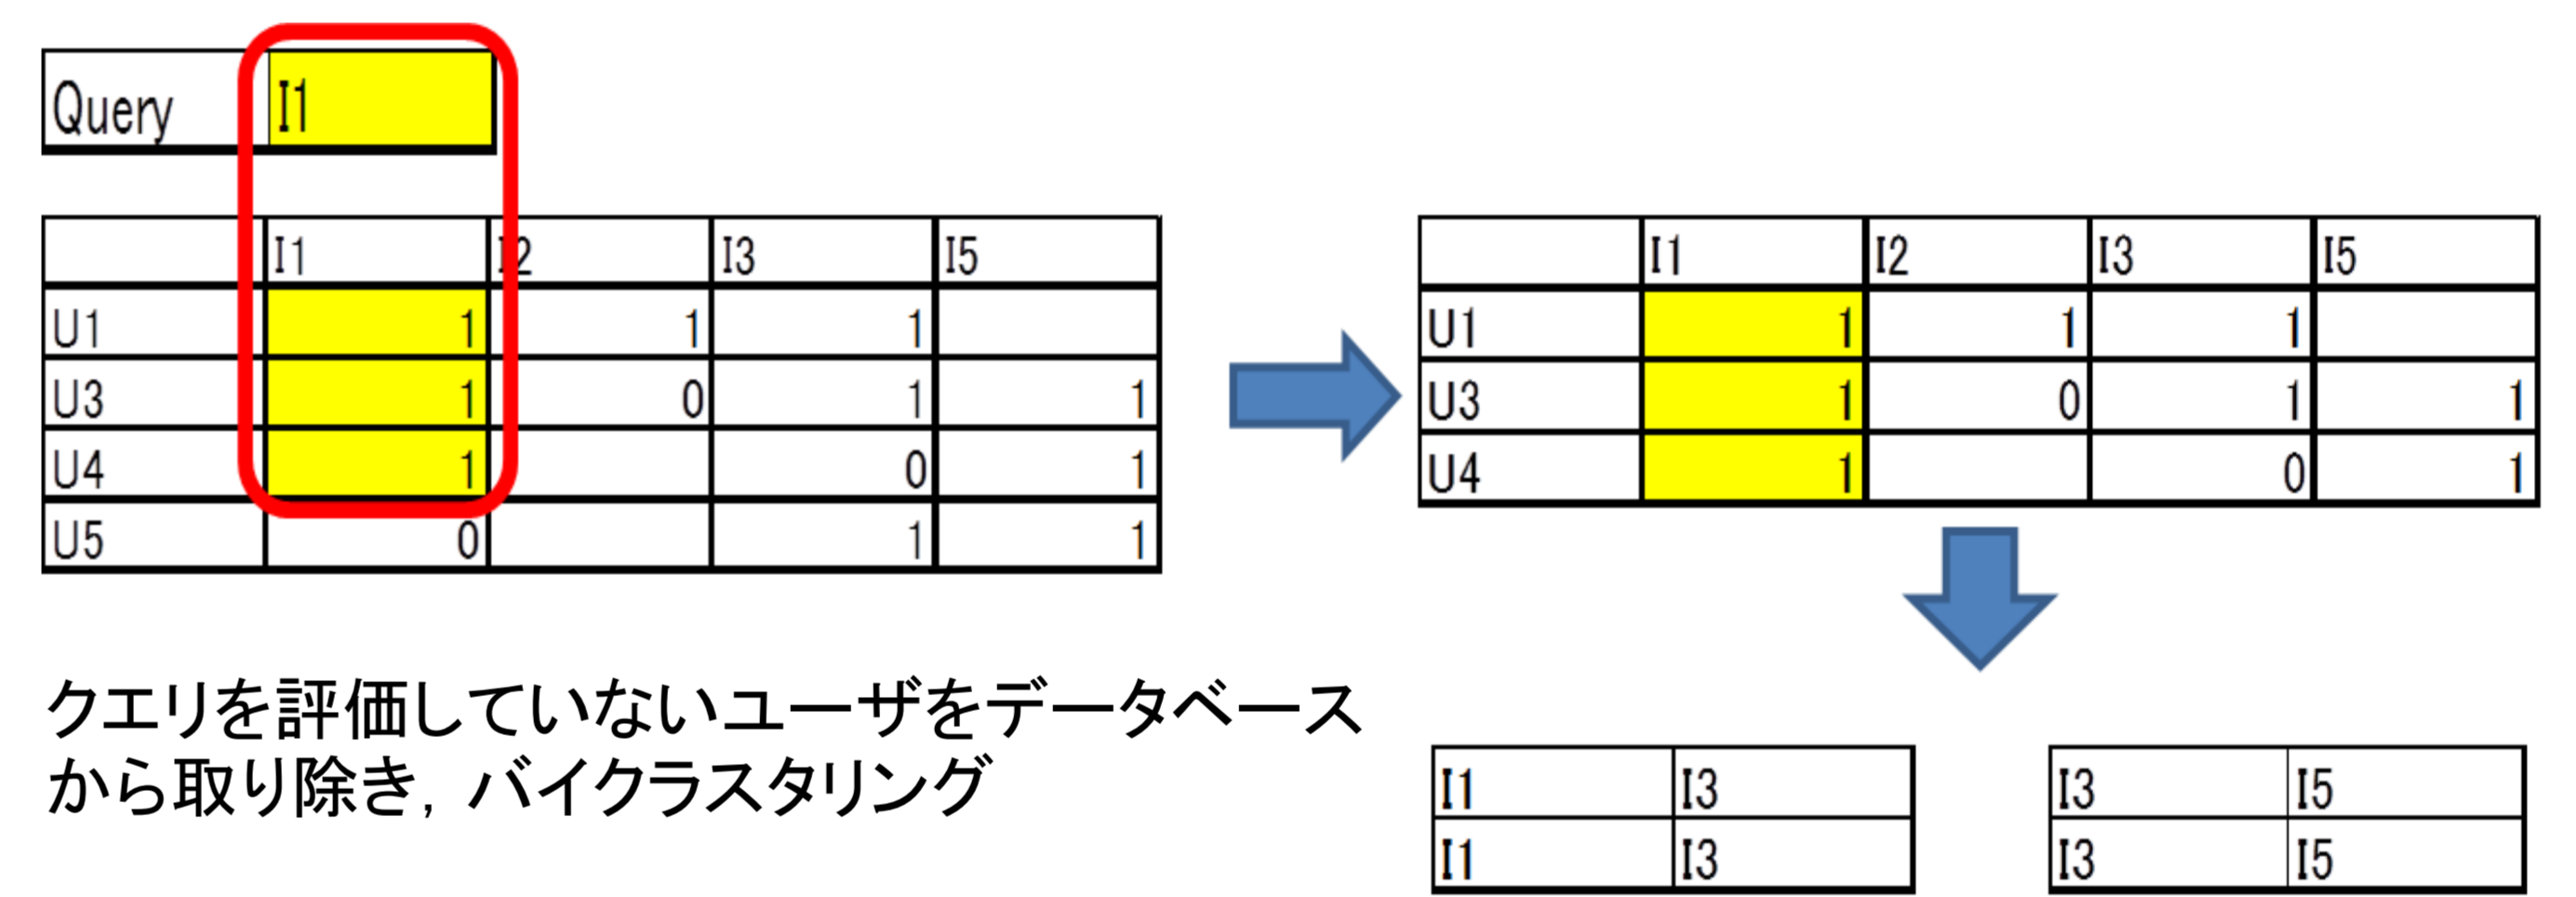 Query I1
I1 I2 I3 I5
U1 1 1 1
U3 1 0 1 1
U4 1 0 1
U5 0 1 1
I1 I2 I3 I5
U1 1 1 1
U3 1 0 1 1
U4 1 0 1
クエリを評価していないユーザをデータベース
から取り除き，バイクラスタリング
I1 I3
I1 I3
I3 I5
I3 I5